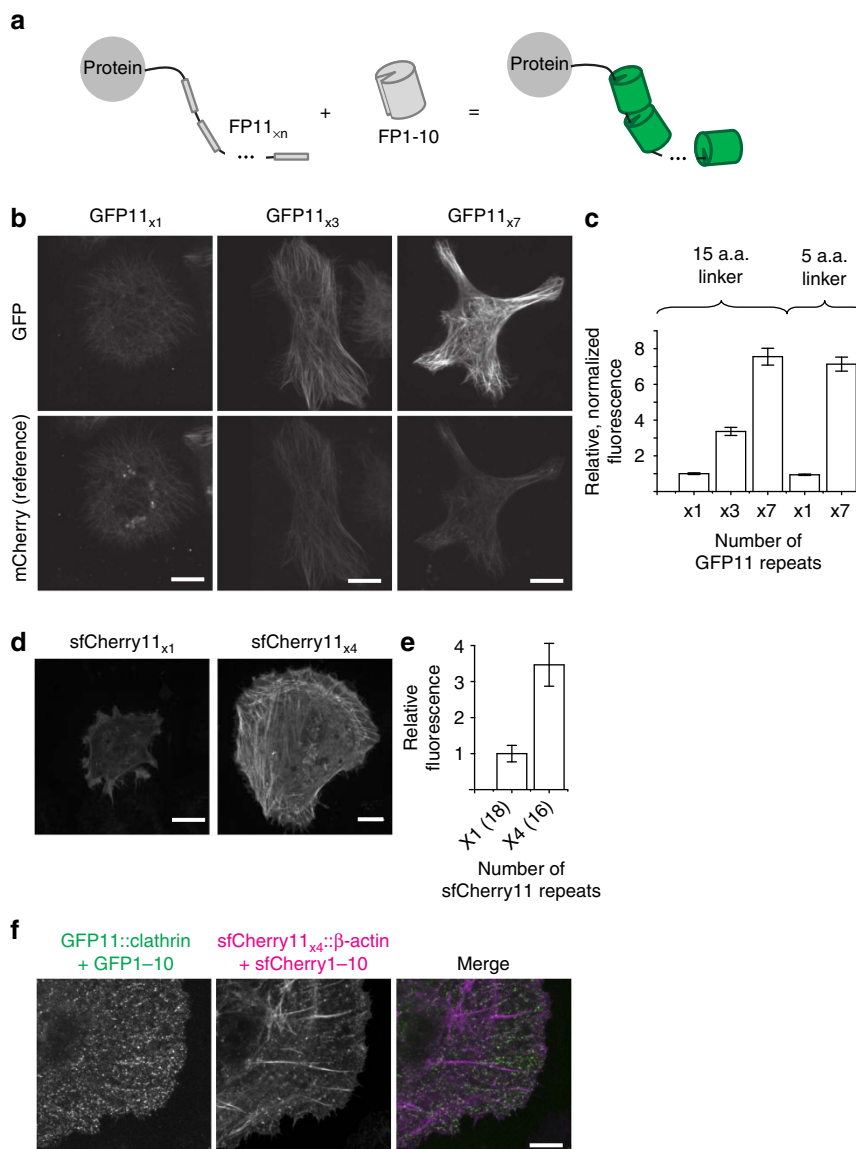 a
Protein
FP11×n
+
FP1-10
=
Protein
...
...
b
GFP11x1
GFP11x3
GFP11x7
GFP
mCherry (reference)
c
15 a.a.
linker
5 a.a.
linker
Relative, normalized
fluorescence
8
6
4
2
x1 x3 x7 x1 x7
Number of
GFP11 repeats
d
sfCherry11x1
sfCherry11x4
e
Relative
fluorescence
4
3
2
1
X1 (18)
X4 (16)
Number of
sfCherry11 repeats
f
GFP11::clathrin
+ GFP1–10
sfCherry11x4::β-actin
+ sfCherry1–10
Merge